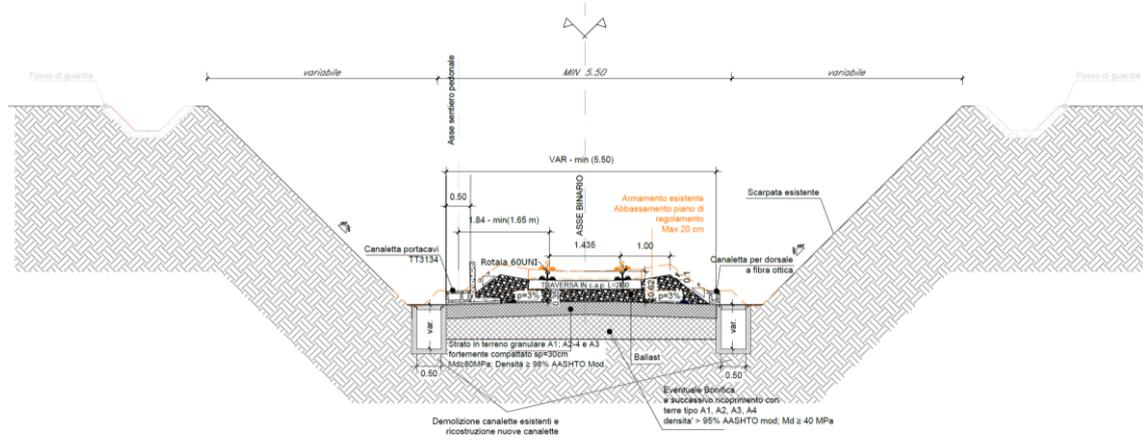 variabile
MIN 5.50
variabile
Fosso di guardia
Fosso di guardia
Asse sentiero pedonale
VAR - min (5.50)
Scarpata esistente
0.50
ASSE BINARIO
Armamento esistente
Abbassamento piano di
regolamento
Max 20 cm
1.84 - min(1.65 m)
1.435
1.00
Canaletta portacavi
TT3134
Rotaia 60UNI
Canaletta per dorsale
a fibra ottica
TRAVERSA IN c.a.p.
p=3%
p=3%
var.
var.
Strato in terreno granulare A1; A2-4 e A3
fortemente compattato sp=30cm
Md≥80MPa; Densità ≥ 98% AASHTO Mod.
Ballast
0.50
0.50
Eventuale Bonifica
e successivo ricoprimento con
terre tipo A1, A2, A3, A4
densita' > 95% AASHTO mod; Md ≥ 40 MPa
Demolizione canalette esistenti e
ricostruzione nuove canalette